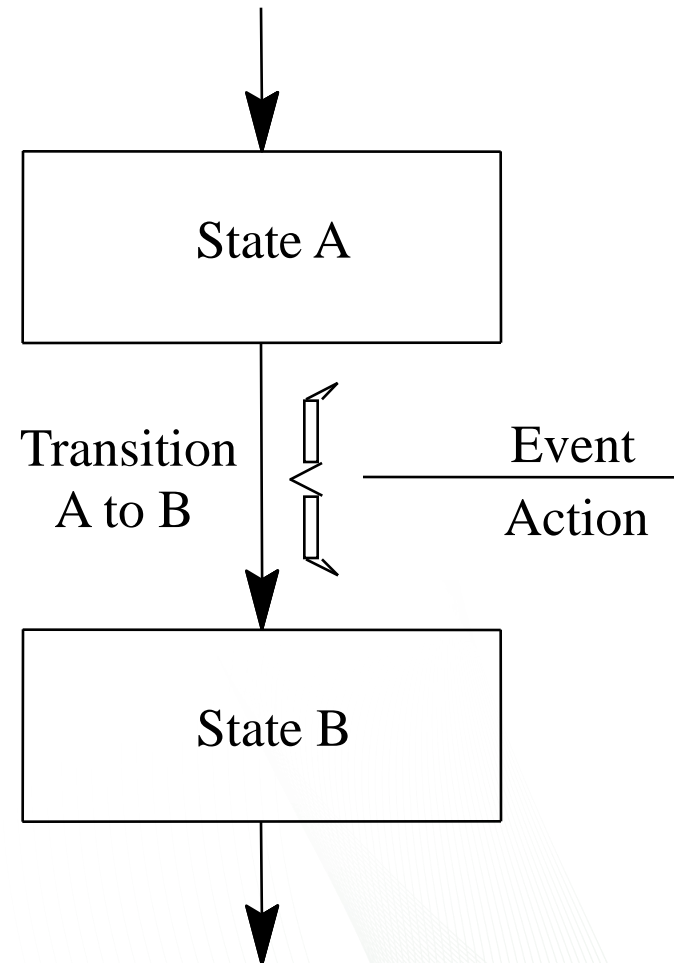 State A
Transition
A to B
Event
Action
State B